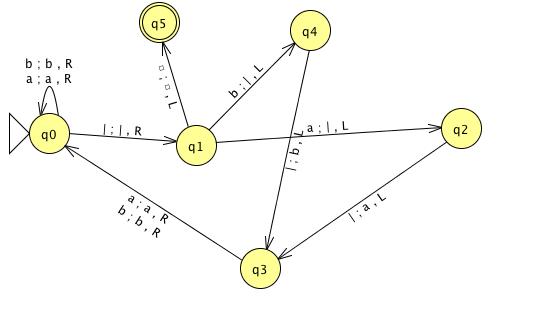 q5
q4
b ; b , R
a ; a , R
□ ; □ , L
b ; | , L
q0
| ; | , R
q1
a ; | , L
q2
| ; b , L
| ; a , L
a ; a , R
b ; b , R
q3